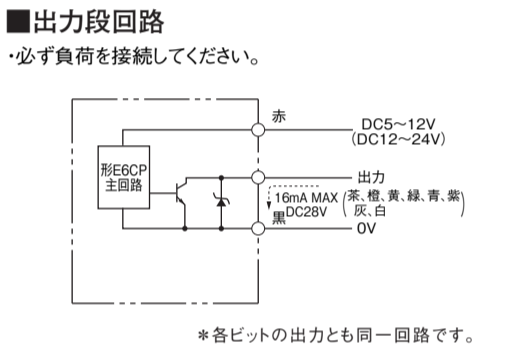 ■出力段回路
・必ず負荷を接続してください。
赤
DC5～12V
(DC12～24V)
形E6CP
主回路
出力
16mA MAX
DC28V
(茶、橙、黄、緑、青、紫
灰、白)
黒
0V
＊各ビットの出力とも同一回路です。